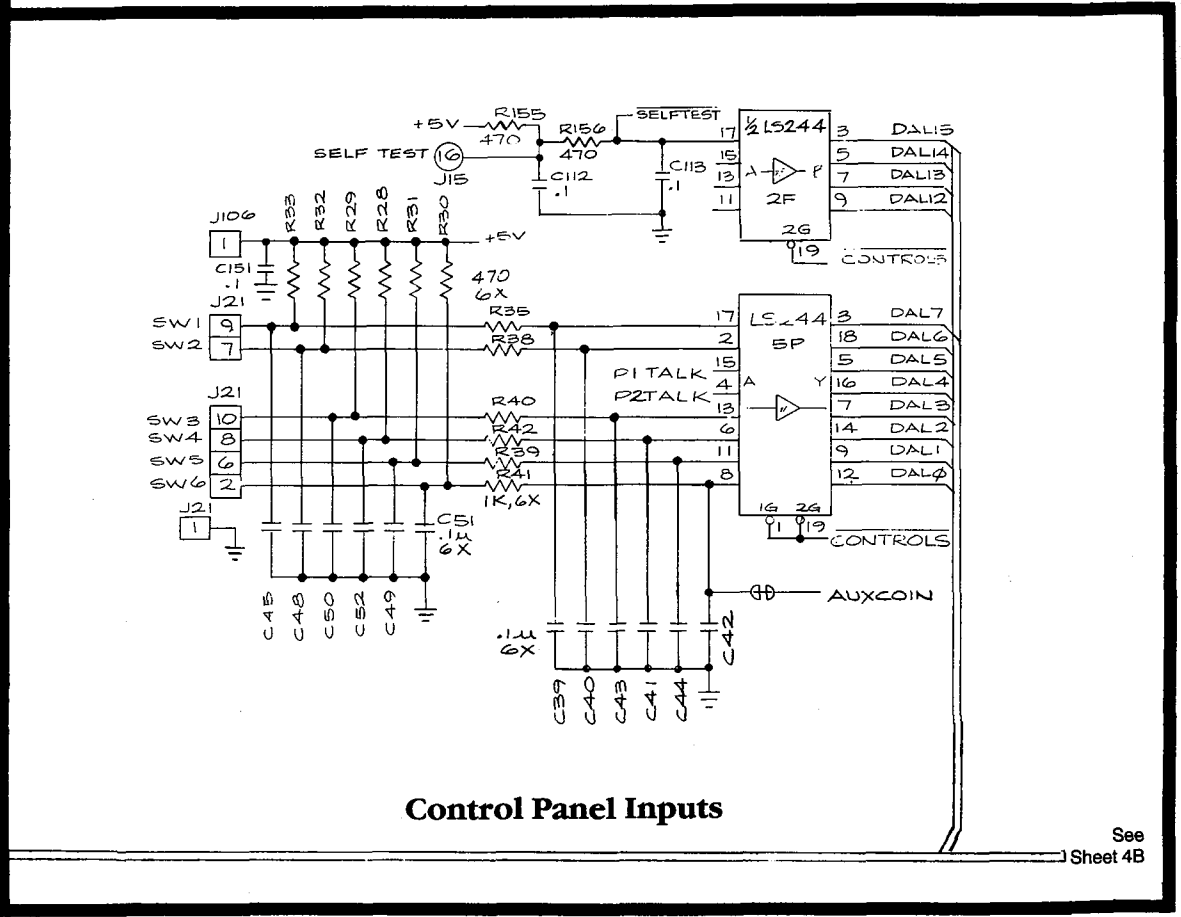 R155
+5V
470
SELF TEST 16
J15
R156
470
SELFTEST
C112
.1
C113
.1
17 ½ LS244 3 DAL15
15 5 DAL14
13 A 7 DAL13
11 2F 9 DAL12
2G
19
CONTROLS
R33 R32 R29 R28 R31 R30
J106
1
+5V
C151
.1
470
6X
J21
SW1 9
SW2 7
R35
R38
J21
SW3 10
SW4 8
SW5 6
SW6 2
J21
1
R40
R42
R39
R41
1K, 6X
C51
.1µ
6X
C45 C48 C50 C52 C49
P1 TALK
P2TALK
17 LS244 3 DAL7
2 5P 18 DAL6
15 5 DAL5
4 A Y 16 DAL4
13 7 DAL3
6 14 DAL2
11 9 DAL1
8 12 DALØ
1G 2G
1 19
CONTROLS
AUXCOIN
.1µ
6X
C42
C39 C40 C43 C41 C44
Control Panel Inputs
See
Sheet 4B